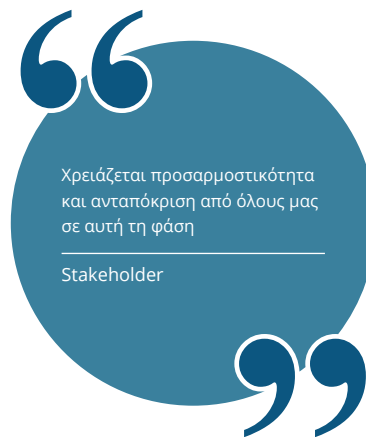 Χρειάζεται προσαρμοστικότητα
και ανταπόκριση από όλους μας
σε αυτή τη φάση
Stakeholder